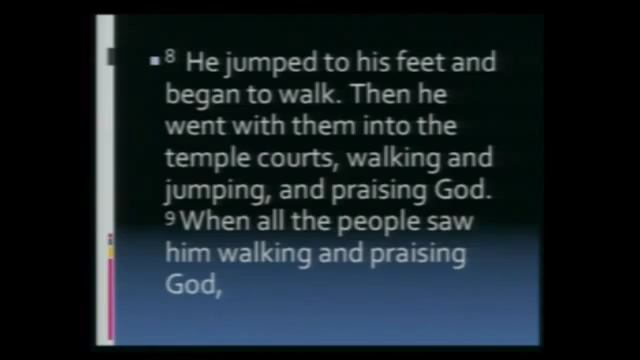 8 He jumped to his feet and
began to walk. Then he
went with them into the
temple courts, walking and
jumping, and praising God.
9 When all the people saw
him walking and praising
God,